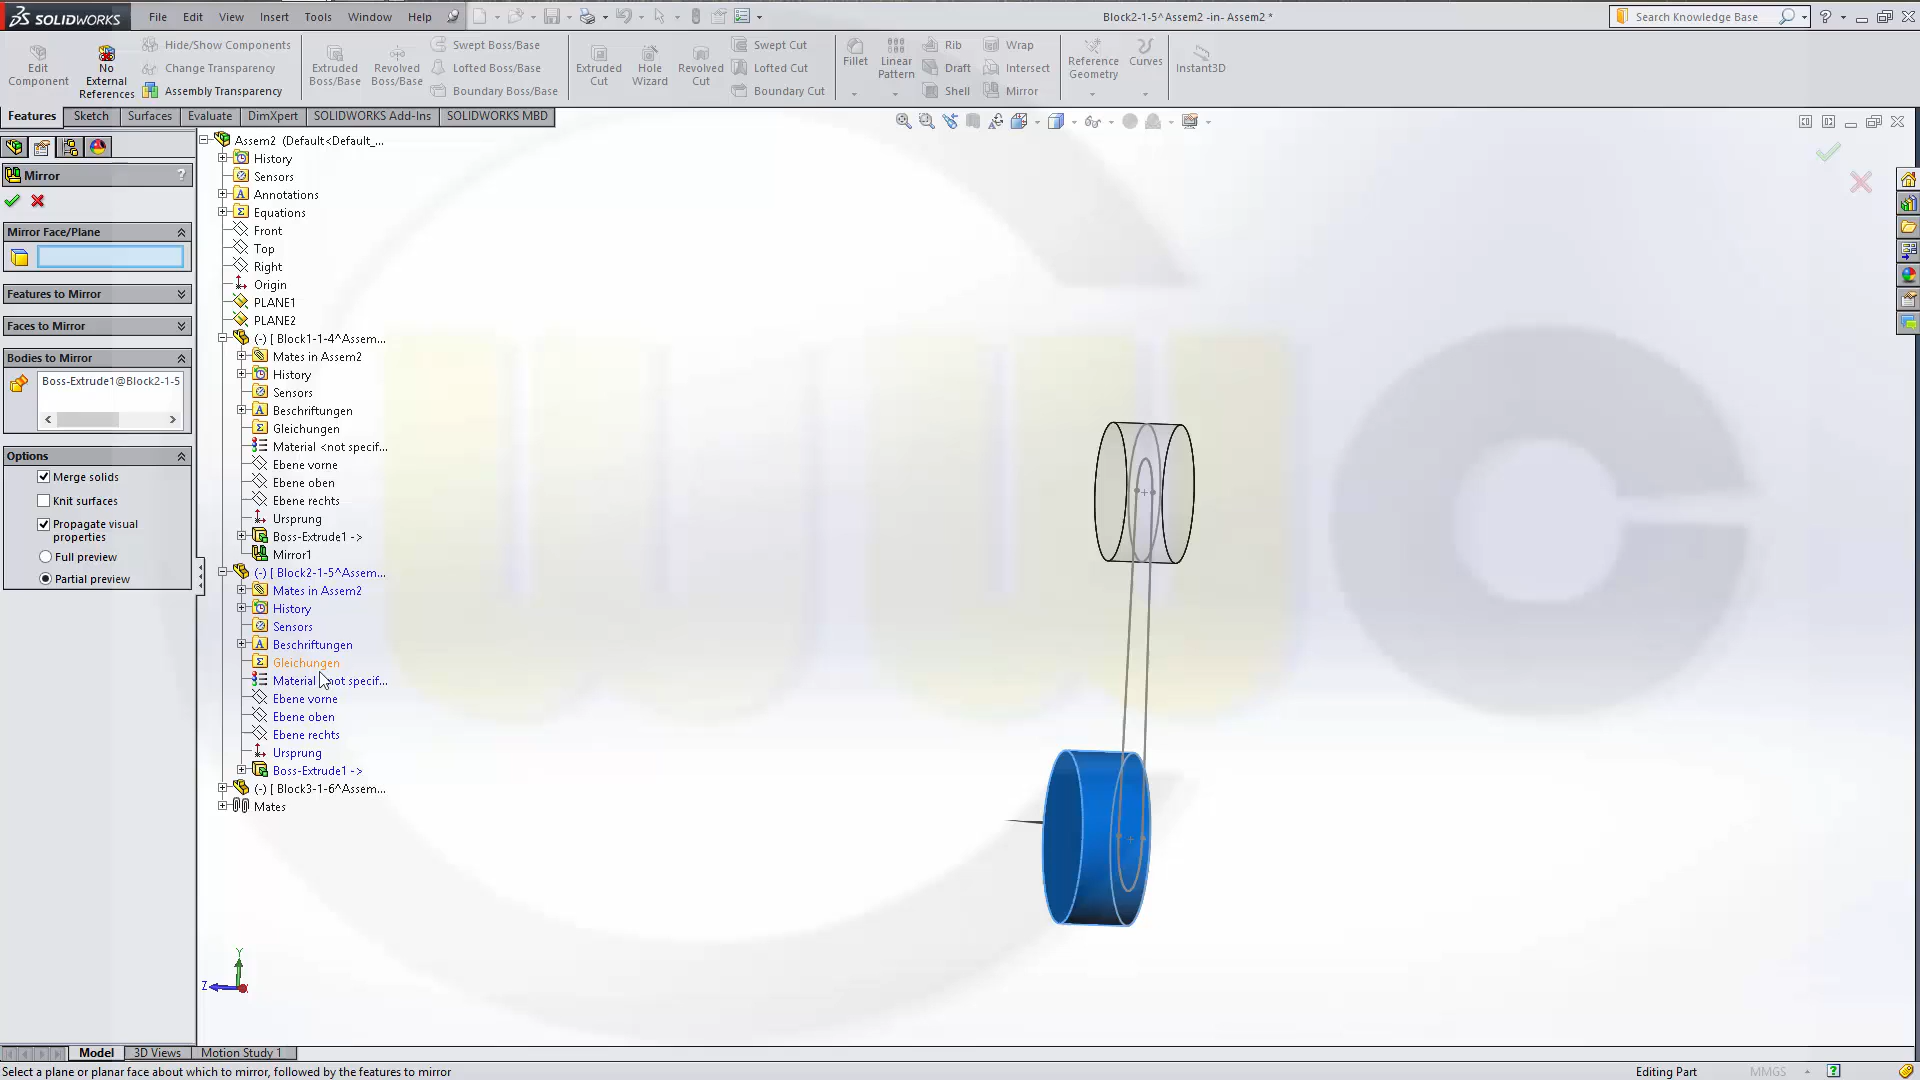 SOLIDWORKS File Edit View Insert Tools Window Help Block2-1-5^Assem2 -in- Assem2 * Search Knowledge Base ?
Edit Component
No External References
Hide/Show Components
Change Transparency
Assembly Transparency
Extruded Boss/Base
Revolved Boss/Base
Swept Boss/Base
Lofted Boss/Base
Boundary Boss/Base
Extruded Cut
Hole Wizard
Revolved Cut
Swept Cut
Lofted Cut
Boundary Cut
Fillet
Linear Pattern
Rib
Draft
Shell
Wrap
Intersect
Mirror
Reference Geometry
Curves
Instant3D
Features Sketch Surfaces Evaluate DimXpert SOLIDWORKS Add-Ins SOLIDWORKS MBD
Mirror ?
Mirror Face/Plane
Features to Mirror
Faces to Mirror
Bodies to Mirror
Boss-Extrude1@Block2-1-5
Options
Merge solids
Knit surfaces
Propagate visual
properties
Full preview
Partial preview
Assem2 (Default<Default_...
History
Sensors
Annotations
Equations
Front
Top
Right
Origin
PLANE1
PLANE2
(-) [ Block1-1-4^Assem...
Mates in Assem2
History
Sensors
Beschriftungen
Gleichungen
Material <not specif...
Ebene vorne
Ebene oben
Ebene rechts
Ursprung
Boss-Extrude1 ->
Mirror1
(-) [ Block2-1-5^Assem...
Mates in Assem2
History
Sensors
Beschriftungen
Gleichungen
Material <not specif...
Ebene vorne
Ebene oben
Ebene rechts
Ursprung
Boss-Extrude1 ->
(-) [ Block3-1-6^Assem...
Mates
Y
Z
Model 3D Views Motion Study 1
Select a plane or planar face about which to mirror, followed by the features to mirror Editing Part MMGS ?